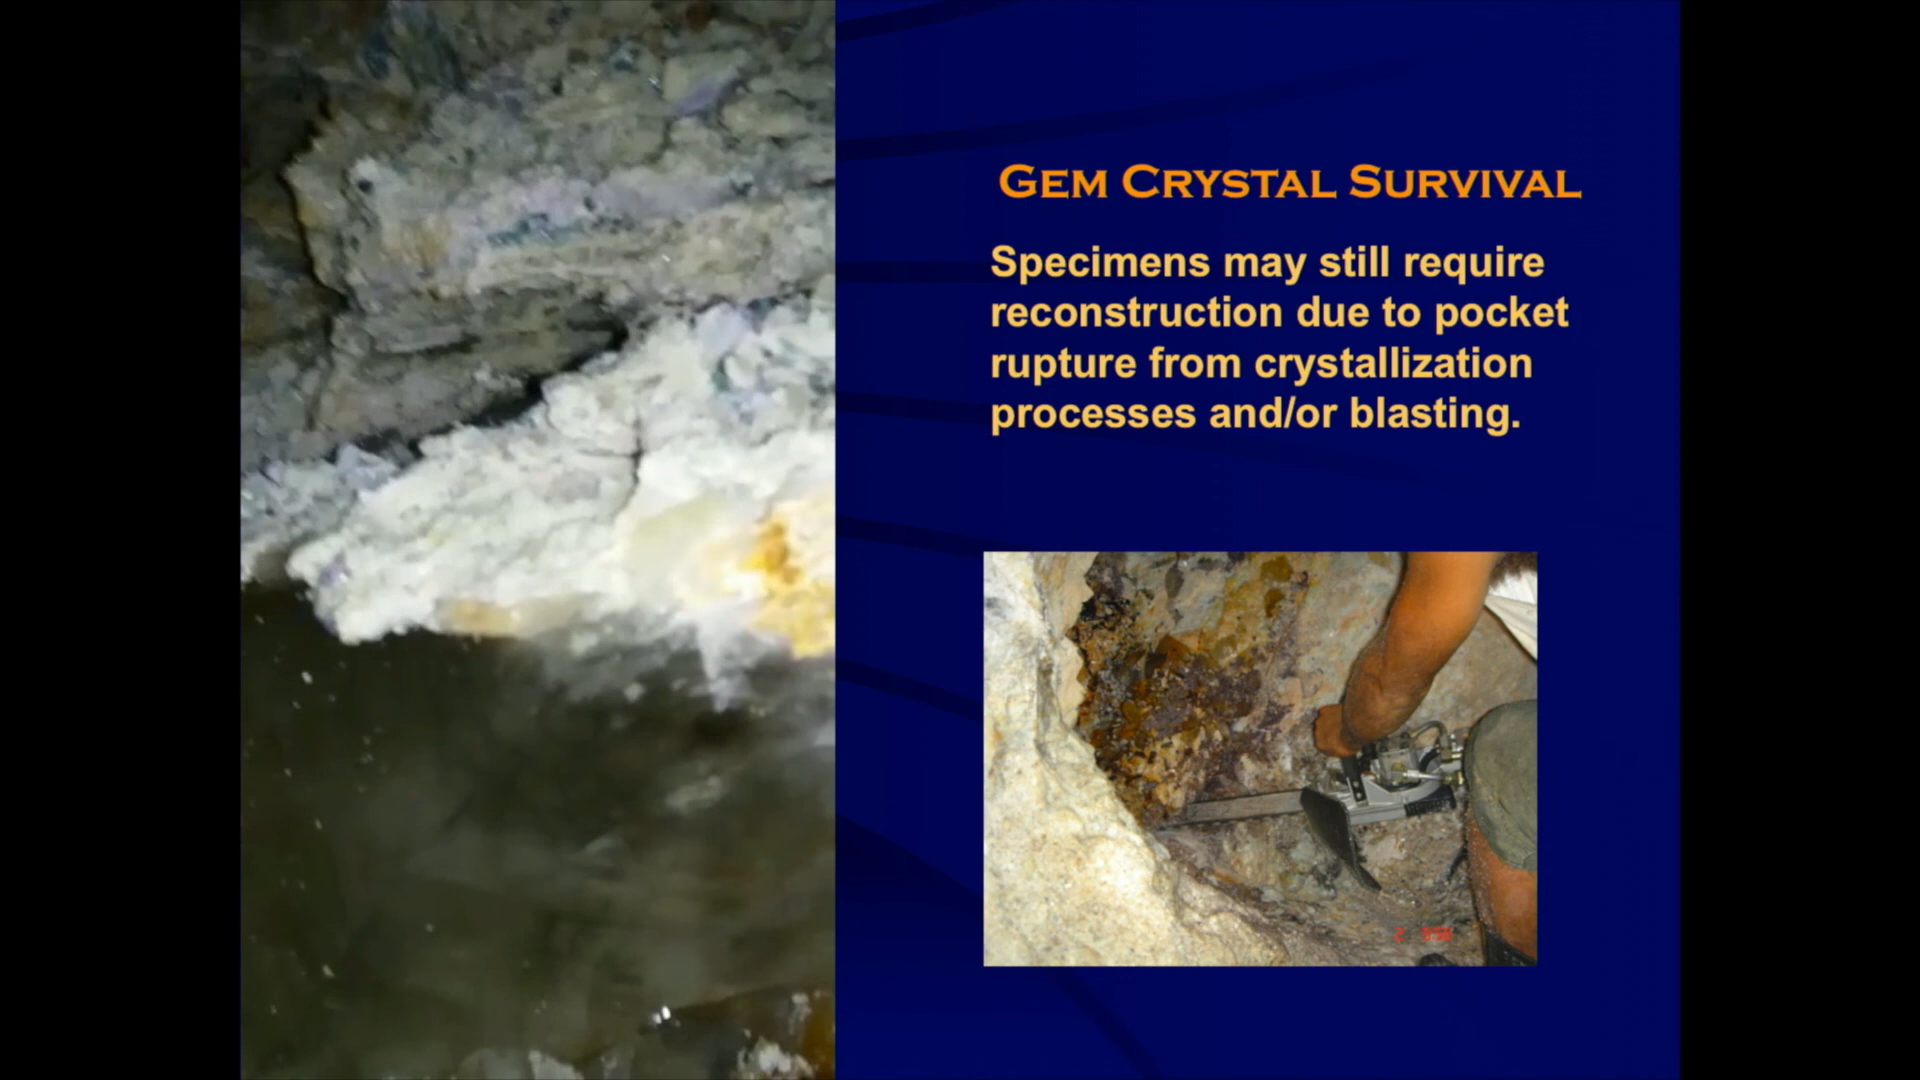 GEM CRYSTAL SURVIVAL
Specimens may still require
reconstruction due to pocket
rupture from crystallization
processes and/or blasting.